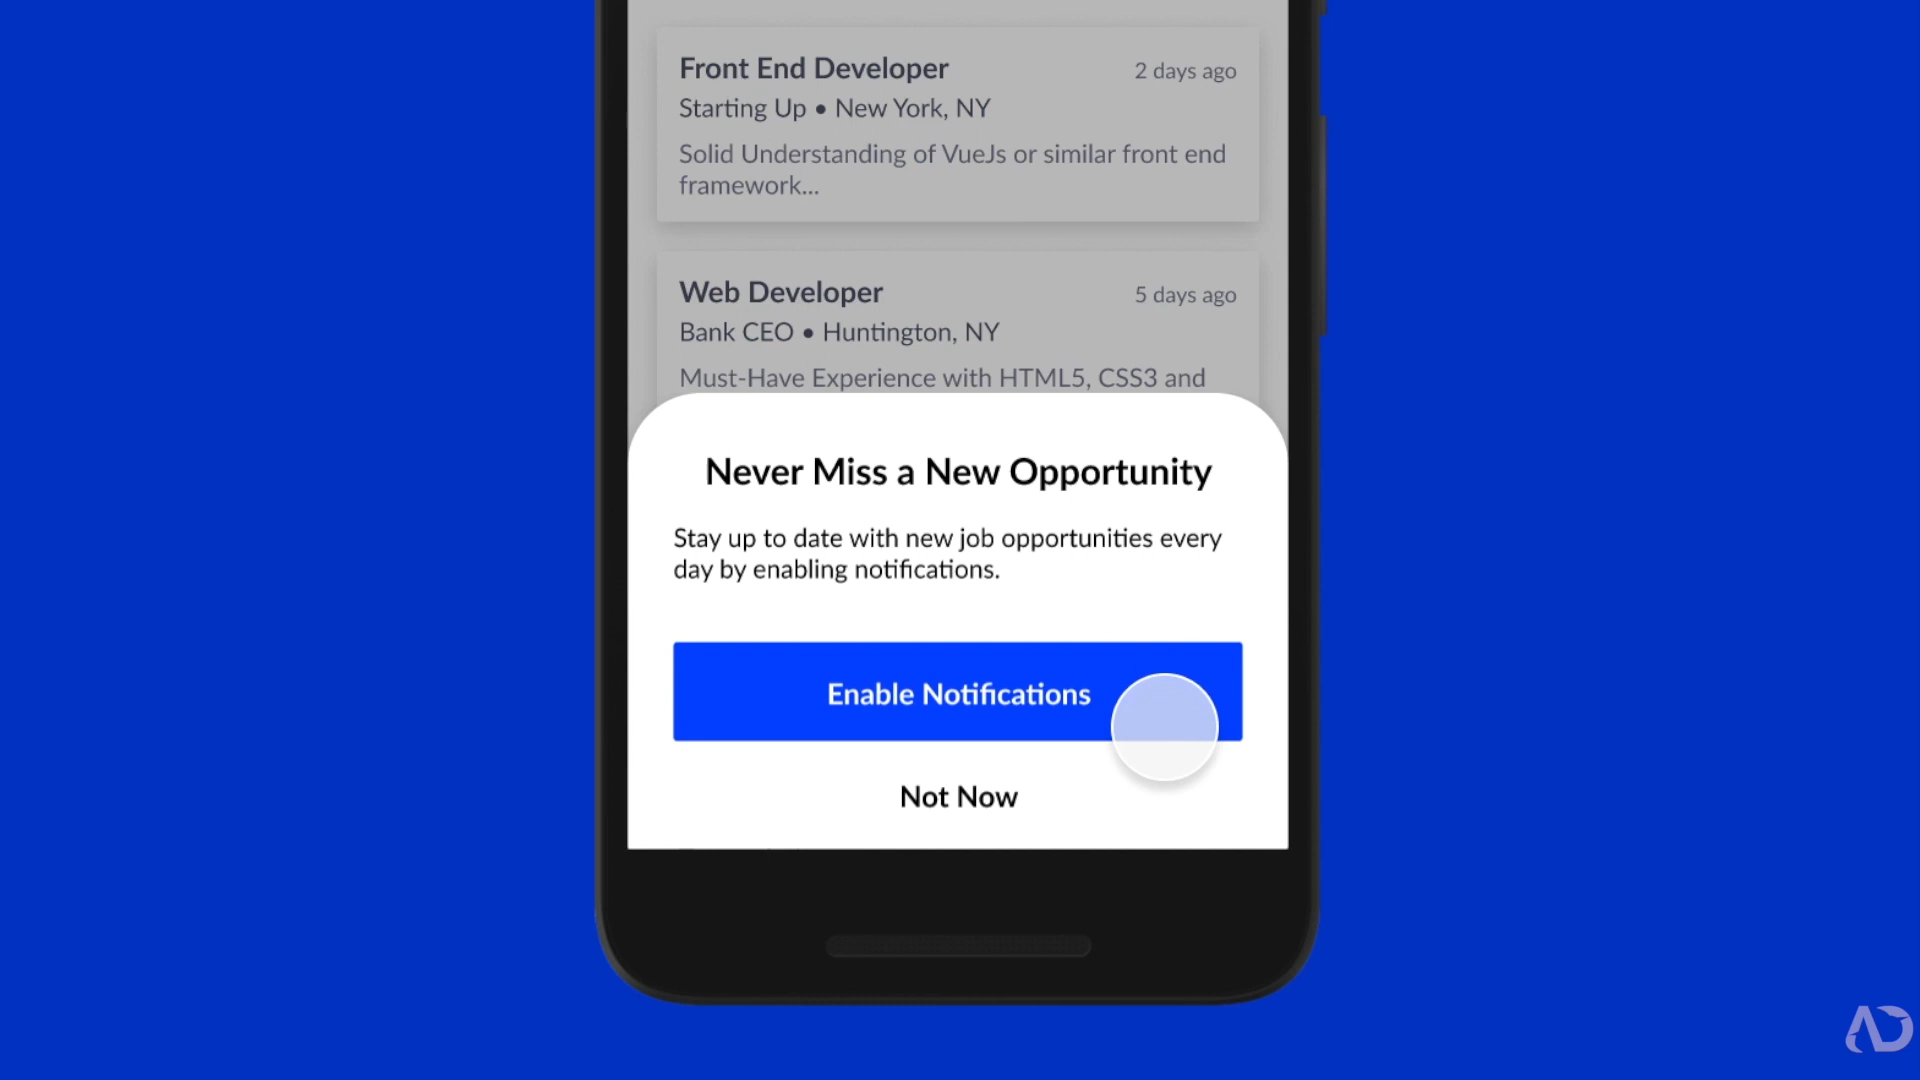 Front End Developer
2 days ago
Starting Up • New York, NY
Solid Understanding of VueJs or similar front end
framework...
Web Developer
5 days ago
Bank CEO • Huntington, NY
Must-Have Experience with HTML5, CSS3 and
Never Miss a New Opportunity
Stay up to date with new job opportunities every
day by enabling notifications.
Enable Notifications
Not Now